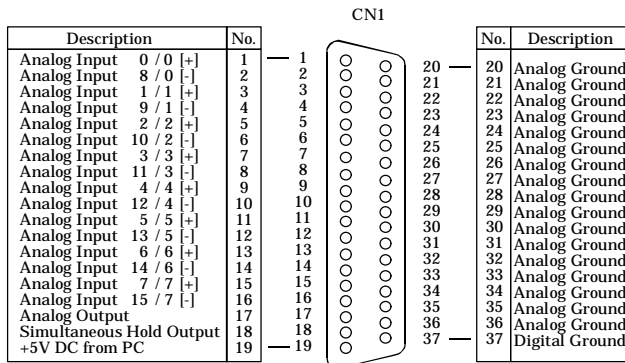 CN1
Description No.
Analog Input 0 / 0 [+] 1
Analog Input 8 / 0 [-] 2
Analog Input 1 / 1 [+] 3
Analog Input 9 / 1 [-] 4
Analog Input 2 / 2 [+] 5
Analog Input 10 / 2 [-] 6
Analog Input 3 / 3 [+] 7
Analog Input 11 / 3 [-] 8
Analog Input 4 / 4 [+] 9
Analog Input 12 / 4 [-] 10
Analog Input 5 / 5 [+] 11
Analog Input 13 / 5 [-] 12
Analog Input 6 / 6 [+] 13
Analog Input 14 / 6 [-] 14
Analog Input 7 / 7 [+] 15
Analog Input 15 / 7 [-] 16
Analog Output 17
Simultaneous Hold Output 18
+5V DC from PC 19
1
2
3
4
5
6
7
8
9
10
11
12
13
14
15
16
17
18
19
20
21
22
23
24
25
26
27
28
29
30
31
32
33
34
35
36
37
No. Description
20 Analog Ground
21 Analog Ground
22 Analog Ground
23 Analog Ground
24 Analog Ground
25 Analog Ground
26 Analog Ground
27 Analog Ground
28 Analog Ground
29 Analog Ground
30 Analog Ground
31 Analog Ground
32 Analog Ground
33 Analog Ground
34 Analog Ground
35 Analog Ground
36 Analog Ground
37 Digital Ground